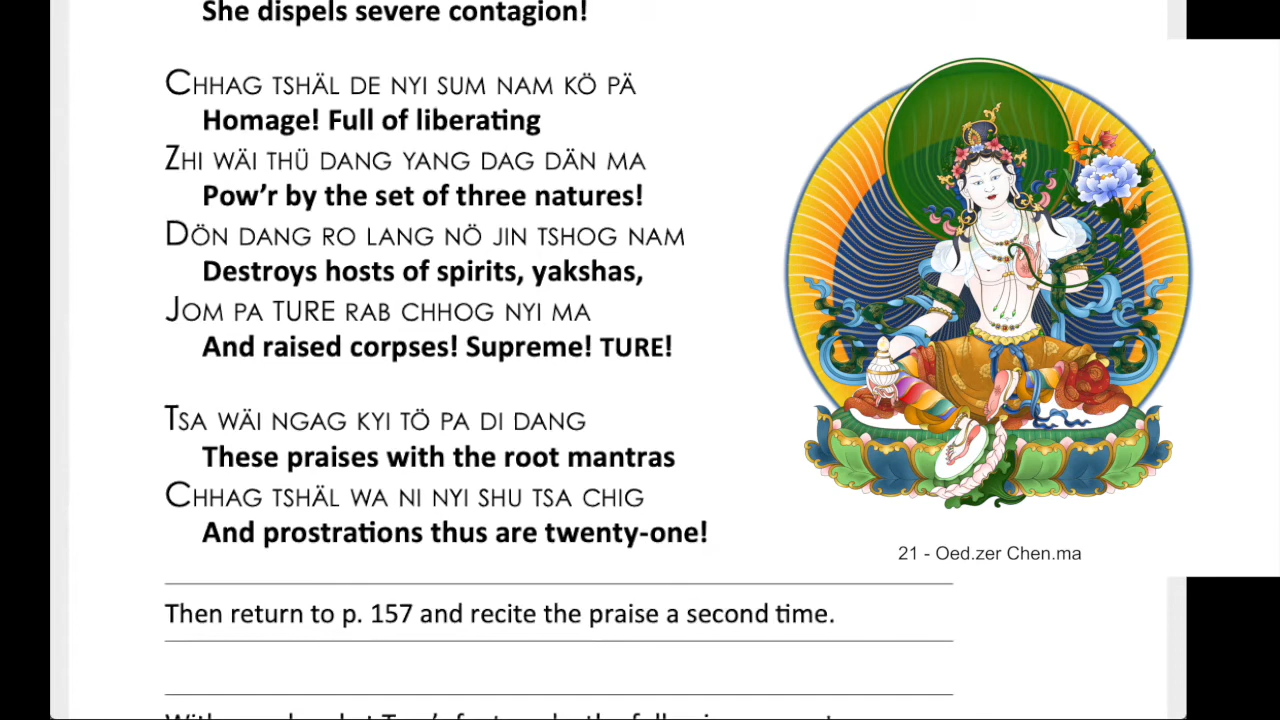 She dispels severe contagion!
CHHAG TSHÄL DE NYI SUM NAM KÖ PÄ
Homage! Full of liberating
ZHI WÄI THÜ DANG YANG DAG DÄN MA
Pow’r by the set of three natures!
DÖN DANG RO LANG NÖ JIN TSHOG NAM
Destroys hosts of spirits, yakshas,
JOM PA TURE RAB CHHOG NYI MA
And raised corpses! Supreme! TURE!
TSA WÄI NGAG KYI TÖ PA DI DANG
These praises with the root mantras
CHHAG TSHÄL WA NI NYI SHU TSA CHIG
And prostrations thus are twenty-one!
21 - Oed.zer Chen.ma
Then return to p. 157 and recite the praise a second time.